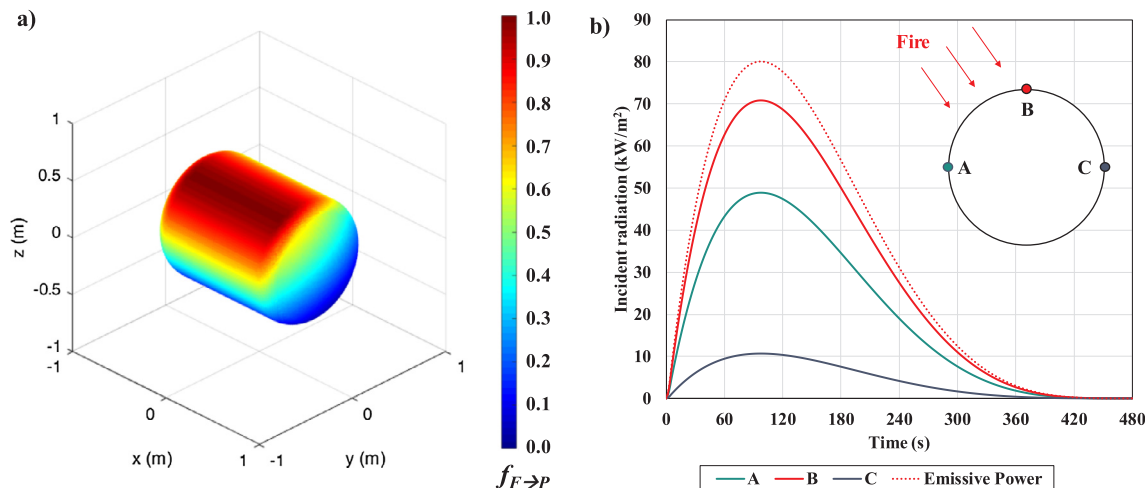 a)
1
0.5
0
-0.5
-1
z (m)
-1
0
1
x (m)
-1
0
1
y (m)
1.0
0.9
0.8
0.7
0.6
0.5
0.4
0.3
0.2
0.1
0.0
fF→P
b)
90
80
70
60
50
40
30
20
10
0
Incident radiation (kW/m²)
0 60 120 180 240 300 360 420 480
Time (s)
Fire
B
A
C
A B C Emissive Power